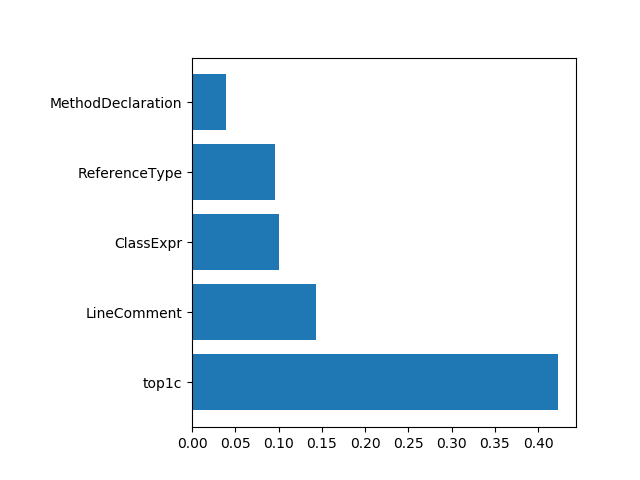 MethodDeclaration
ReferenceType
ClassExpr
LineComment
top1c
0.00 0.05 0.10 0.15 0.20 0.25 0.30 0.35 0.40